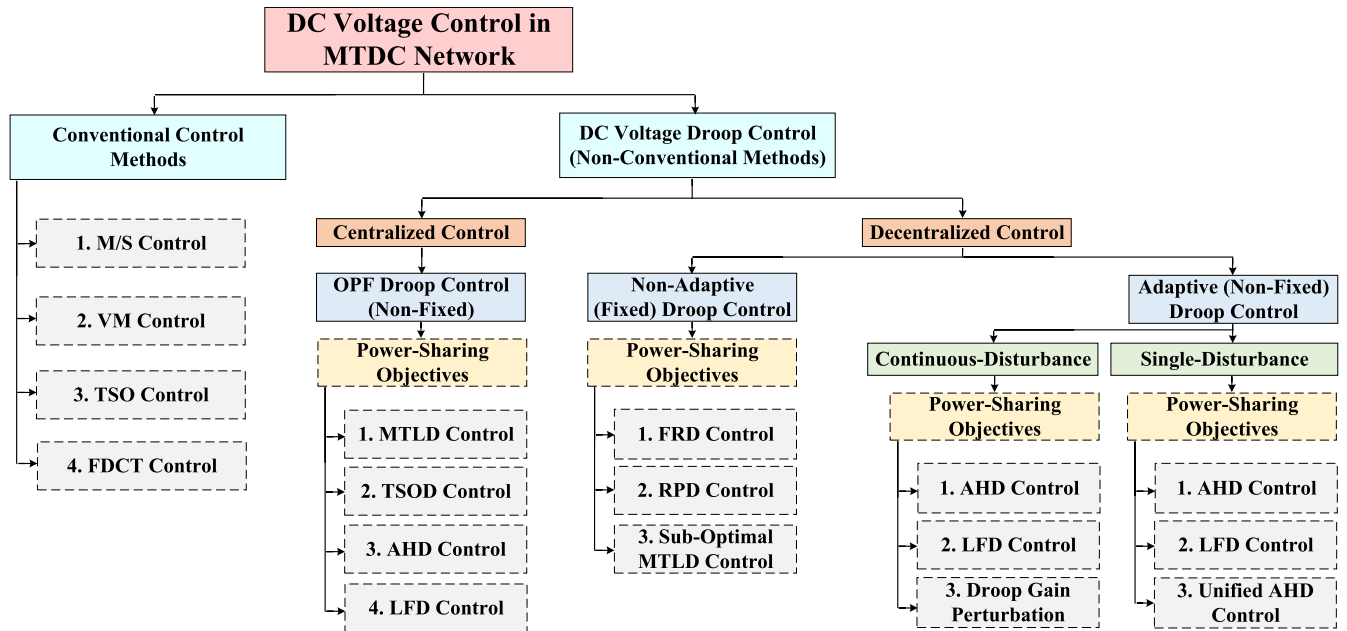 DC Voltage Control in
MTDC Network
Conventional Control
Methods
DC Voltage Droop Control
(Non-Conventional Methods)
1. M/S Control
2. VM Control
3. TSO Control
4. FDCT Control
Centralized Control
Decentralized Control
OPF Droop Control
(Non-Fixed)
Non-Adaptive
(Fixed) Droop Control
Adaptive (Non-Fixed)
Droop Control
Power-Sharing
Objectives
1. MTLD Control
2. TSOD Control
3. AHD Control
4. LFD Control
Power-Sharing
Objectives
1. FRD Control
2. RPD Control
3. Sub-Optimal
MTLD Control
Continuous-Disturbance
Power-Sharing
Objectives
1. AHD Control
2. LFD Control
3. Droop Gain
Perturbation
Single-Disturbance
Power-Sharing
Objectives
1. AHD Control
2. LFD Control
3. Unified AHD
Control